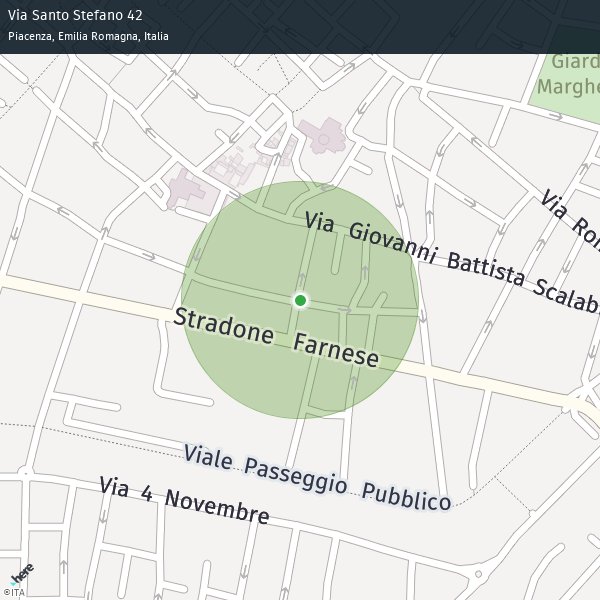 Via Santo Stefano 42
Piacenza, Emilia Romagna, Italia
Giard
Marghe
Via Rom
Via Giovanni Battista Scalab
Stradone Farnese
Viale Passeggio Pubblico
Via 4 Novembre
here
©ITA